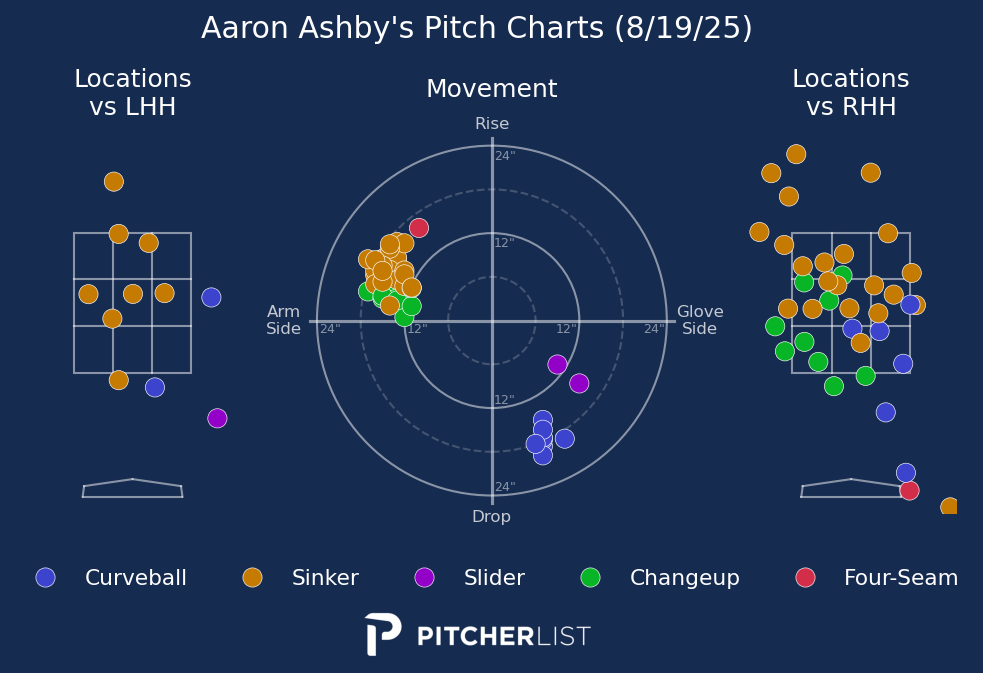 Aaron Ashby's Pitch Charts (8/19/25)
Locations
vs LHH
Movement
Locations
vs RHH
Rise
24"
12"
Arm
Side
24"
12"
12"
24"
Glove
Side
12"
24"
Drop
Curveball
Sinker
Slider
Changeup
Four-Seam
PITCHERLIST